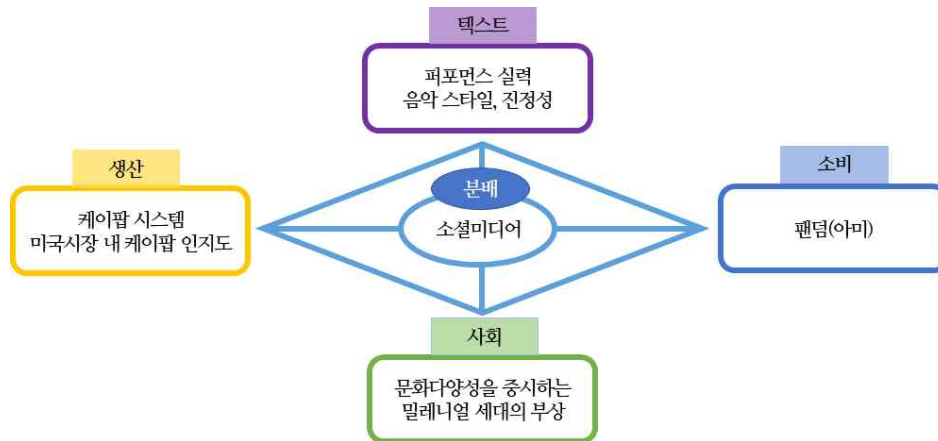 텍스트
퍼포먼스 실력
음악 스타일, 진정성
생산
케이팝 시스템
미국시장 내 케이팝 인지도
분배
소셜미디어
소비
팬덤(아미)
사회
문화다양성을 중시하는
밀레니얼 세대의 부상